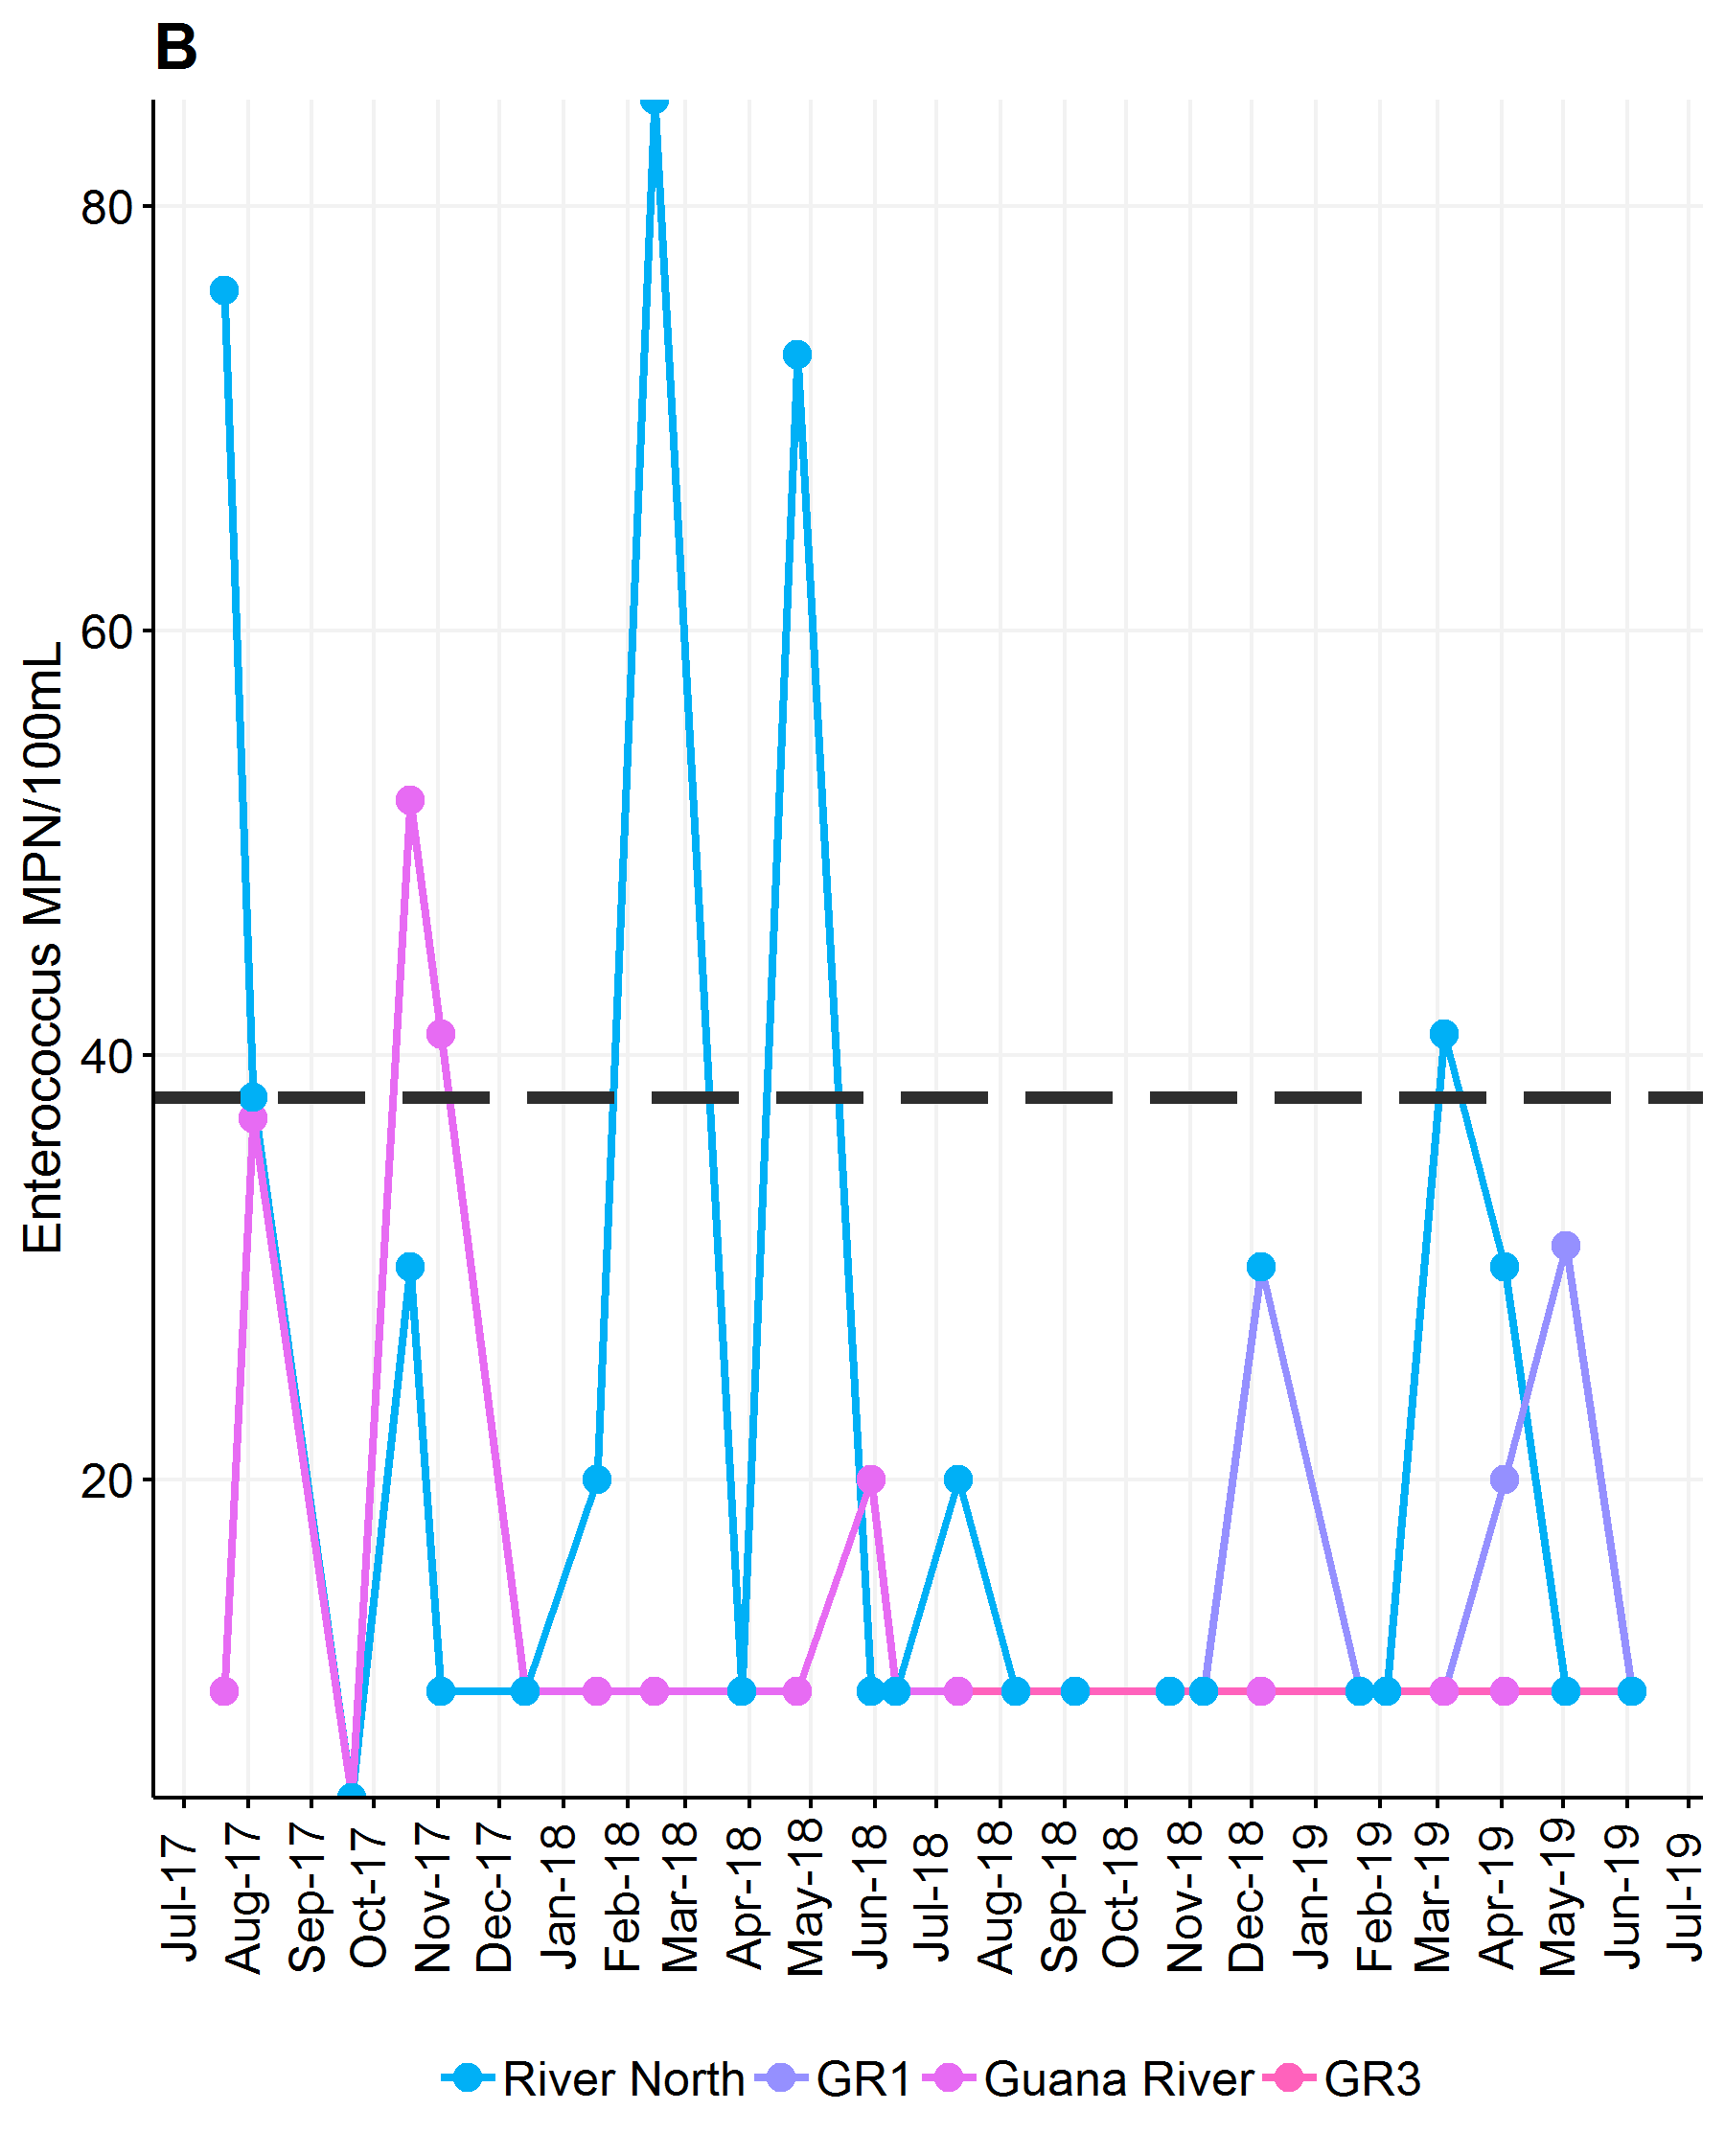 B
Enterococcus MPN/100mL
80
60
40
20
Jul-17
Aug-17
Sep-17
Oct-17
Nov-17
Dec-17
Jan-18
Feb-18
Mar-18
Apr-18
May-18
Jun-18
Jul-18
Aug-18
Sep-18
Oct-18
Nov-18
Dec-18
Jan-19
Feb-19
Mar-19
Apr-19
May-19
Jun-19
Jul-19
River North GR1 Guana River GR3